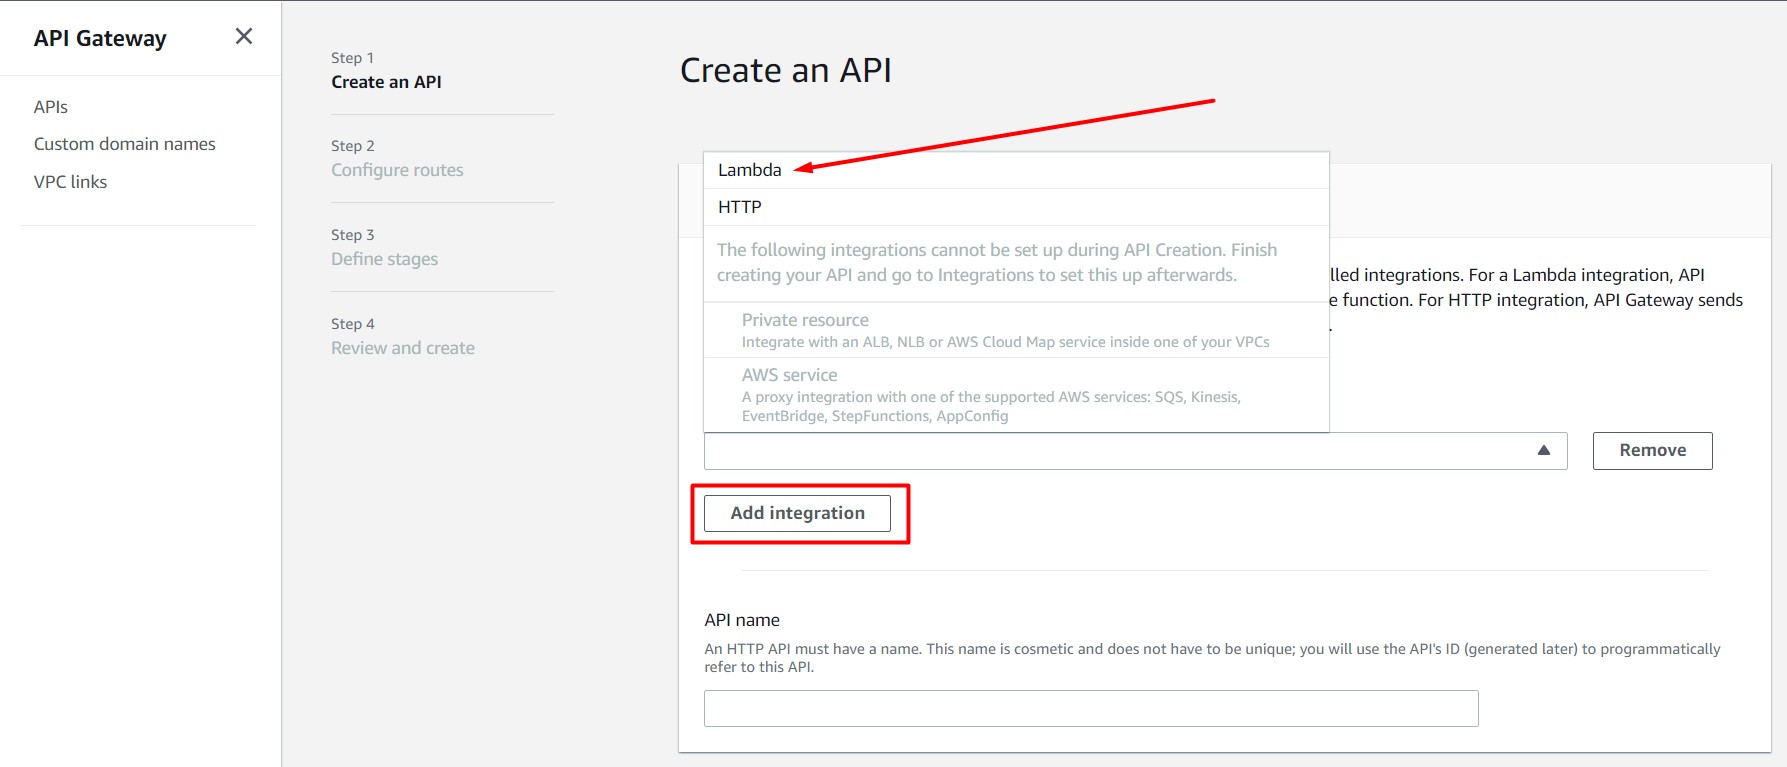 API Gateway
APIs
Custom domain names
VPC links
Step 1
Create an API
Step 2
Configure routes
Step 3
Define stages
Step 4
Review and create
Create an API
Lambda
HTTP
The following integrations cannot be set up during API Creation. Finish
creating your API and go to Integrations to set this up afterwards.
lled integrations. For a Lambda integration, API
e function. For HTTP integration, API Gateway sends
.
Private resource
Integrate with an ALB, NLB or AWS Cloud Map service inside one of your VPCs
AWS service
A proxy integration with one of the supported AWS services: SQS, Kinesis,
EventBridge, StepFunctions, AppConfig
Remove
Add integration
API name
An HTTP API must have a name. This name is cosmetic and does not have to be unique; you will use the API's ID (generated later) to programmatically
refer to this API.